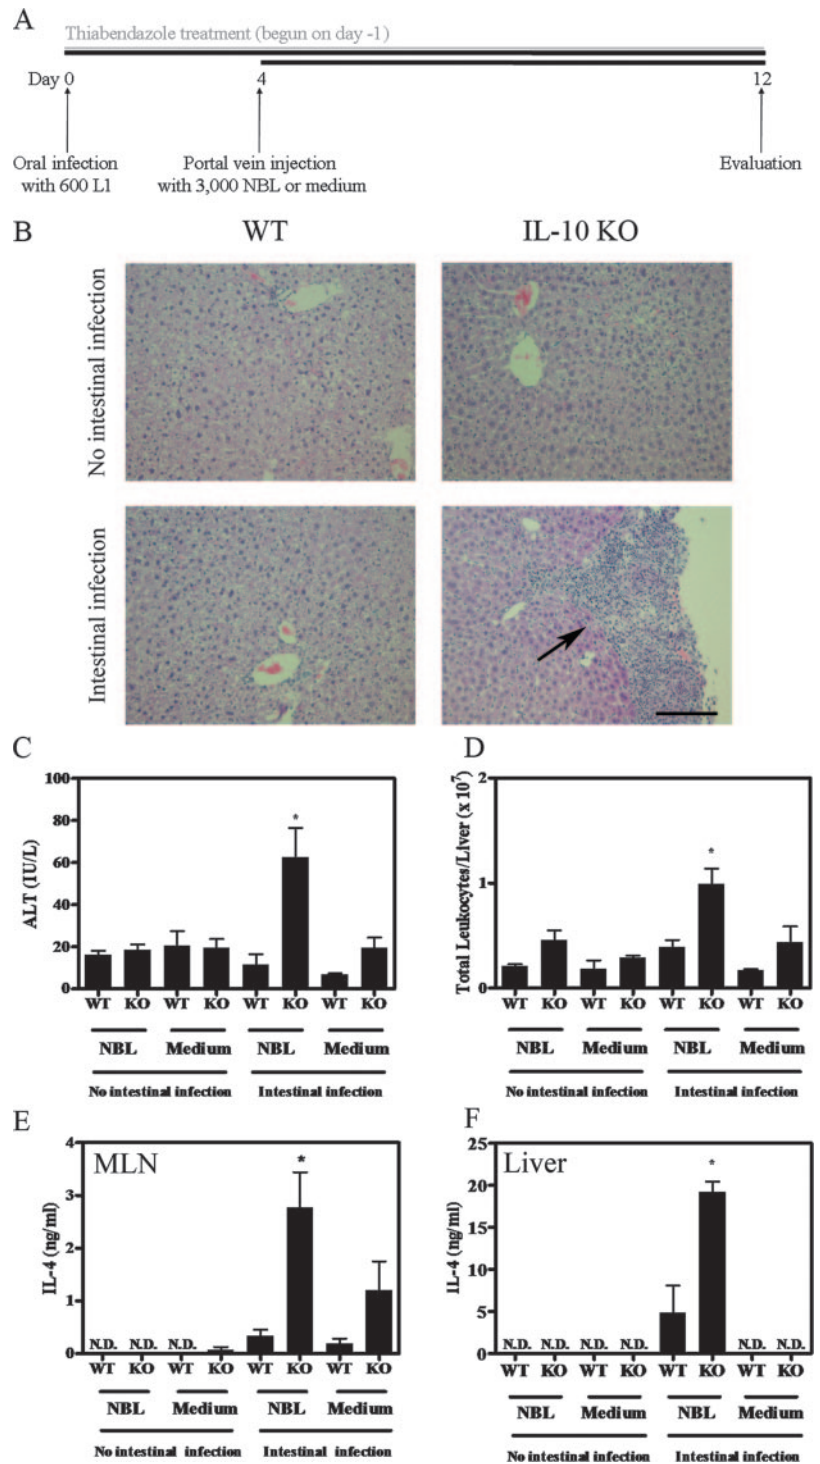 A
Thiabendazole treatment (begun on day -1)
Day 0 4 12
Oral infection
with 600 L1
Portal vein injection
with 3,000 NBL or medium
Evaluation
B
WT IL-10 KO
No intestinal infection
Intestinal infection
C
ALT (IU/L)
100
80
60
40
20
0
*
WT KO WT KO WT KO WT KO
NBL Medium NBL Medium
No intestinal infection Intestinal infection
D
Total Leukocytes/Liver (x 10⁷)
2
1
0
*
WT KO WT KO WT KO WT KO
NBL Medium NBL Medium
No intestinal infection Intestinal infection
E
MLN
IL-4 (ng/ml)
4
3
2
1
0
*
N.D. N.D. N.D.
WT KO WT KO WT KO WT KO
NBL Medium NBL Medium
No intestinal infection Intestinal infection
F
Liver
IL-4 (ng/ml)
25
20
15
10
5
0
*
N.D. N.D. N.D. N.D. N.D. N.D.
WT KO WT KO WT KO WT KO
NBL Medium NBL Medium
No intestinal infection Intestinal infection